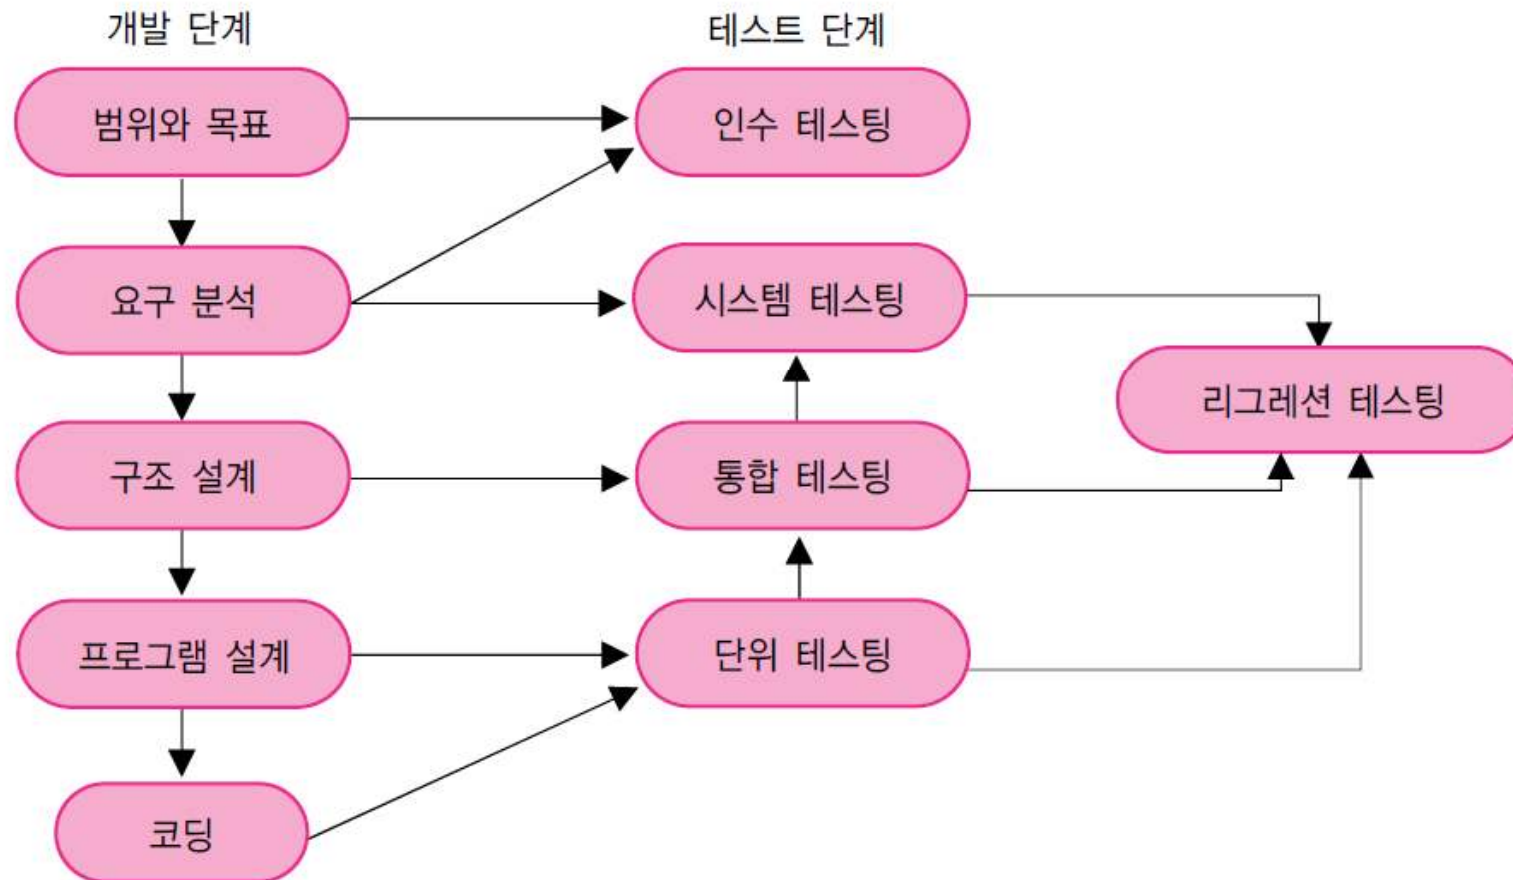 개발 단계
테스트 단계
범위와 목표
인수 테스팅
요구 분석
시스템 테스팅
리그레션 테스팅
구조 설계
통합 테스팅
프로그램 설계
단위 테스팅
코딩